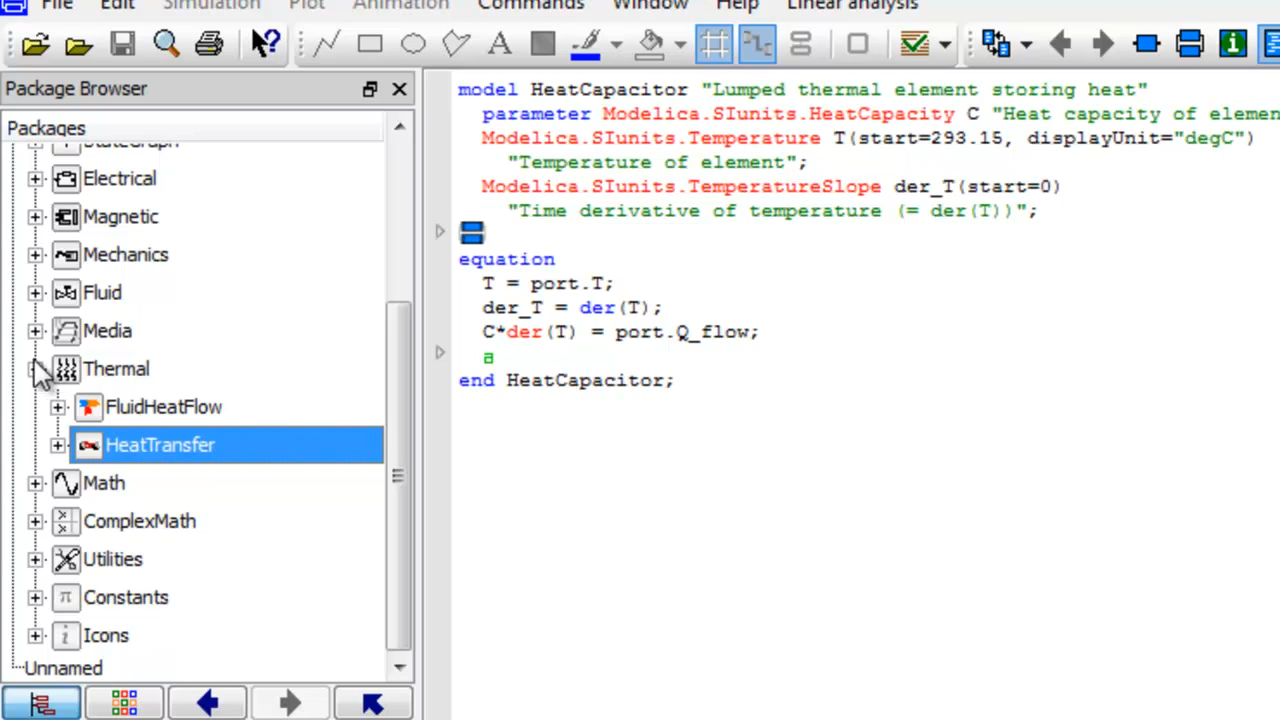 File Edit Simulation Plot Animation Commands Window Help Linear analysis
Package Browser
Packages
StateGraph
Electrical
Magnetic
Mechanics
Fluid
Media
Thermal
FluidHeatFlow
HeatTransfer
Math
ComplexMath
Utilities
Constants
Icons
Unnamed
model HeatCapacitor "Lumped thermal element storing heat"
parameter Modelica.SIunits.HeatCapacity C "Heat capacity of elemen
Modelica.SIunits.Temperature T(start=293.15, displayUnit="degC")
"Temperature of element";
Modelica.SIunits.TemperatureSlope der_T(start=0)
"Time derivative of temperature (= der(T))";
equation
T = port.T;
der_T = der(T);
C*der(T) = port.Q_flow;
a
end HeatCapacitor;